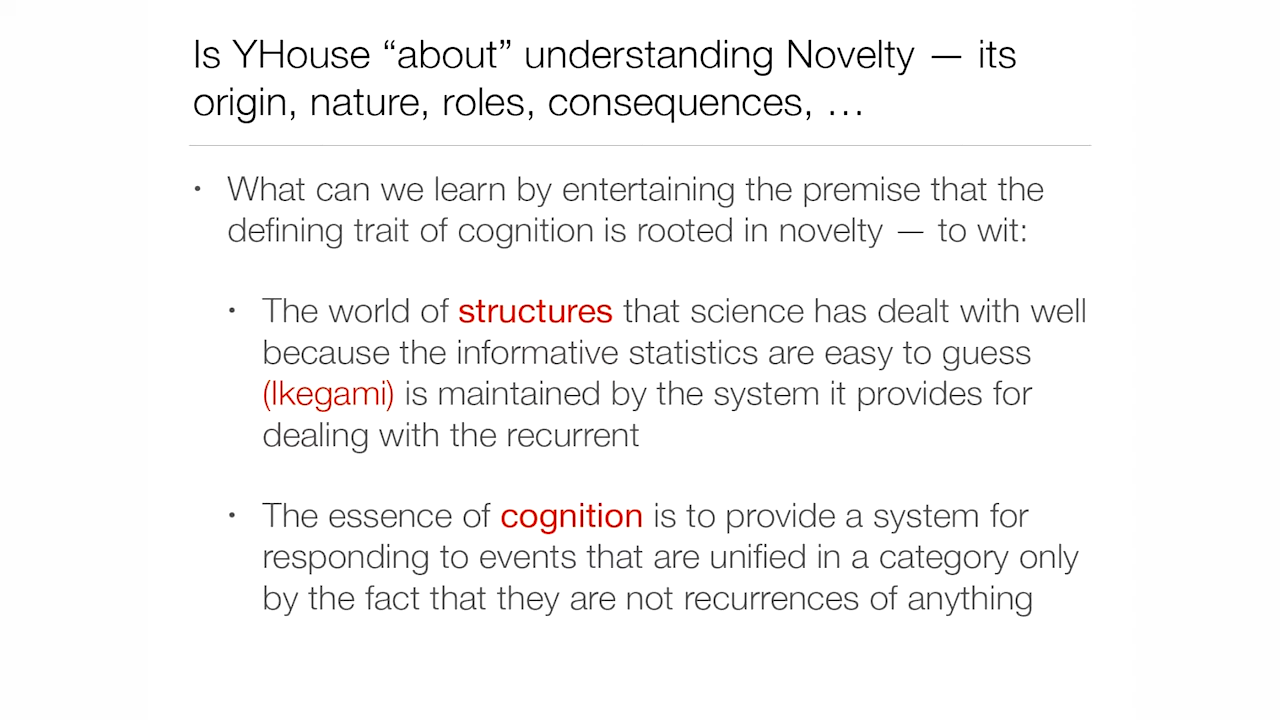 Is YHouse “about” understanding Novelty — its
origin, nature, roles, consequences, …
• What can we learn by entertaining the premise that the
defining trait of cognition is rooted in novelty — to wit:
• The world of structures that science has dealt with well
because the informative statistics are easy to guess
(Ikegami) is maintained by the system it provides for
dealing with the recurrent
• The essence of cognition is to provide a system for
responding to events that are unified in a category only
by the fact that they are not recurrences of anything